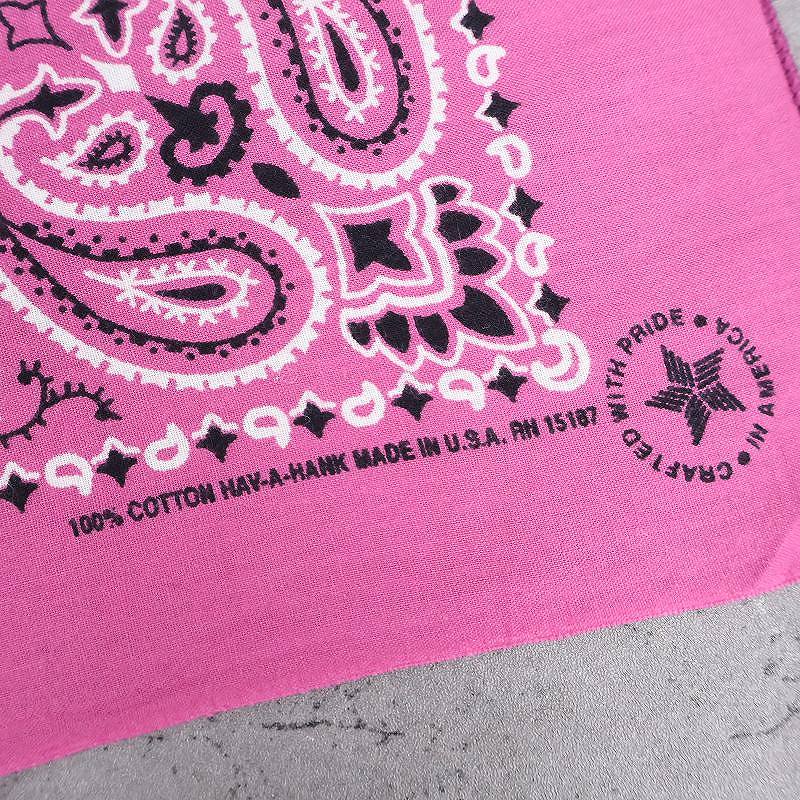 100% COTTON HAV-A-HANK MADE IN U.S.A. RN 15187
CRAFTED WITH PRIDE IN AMERICA